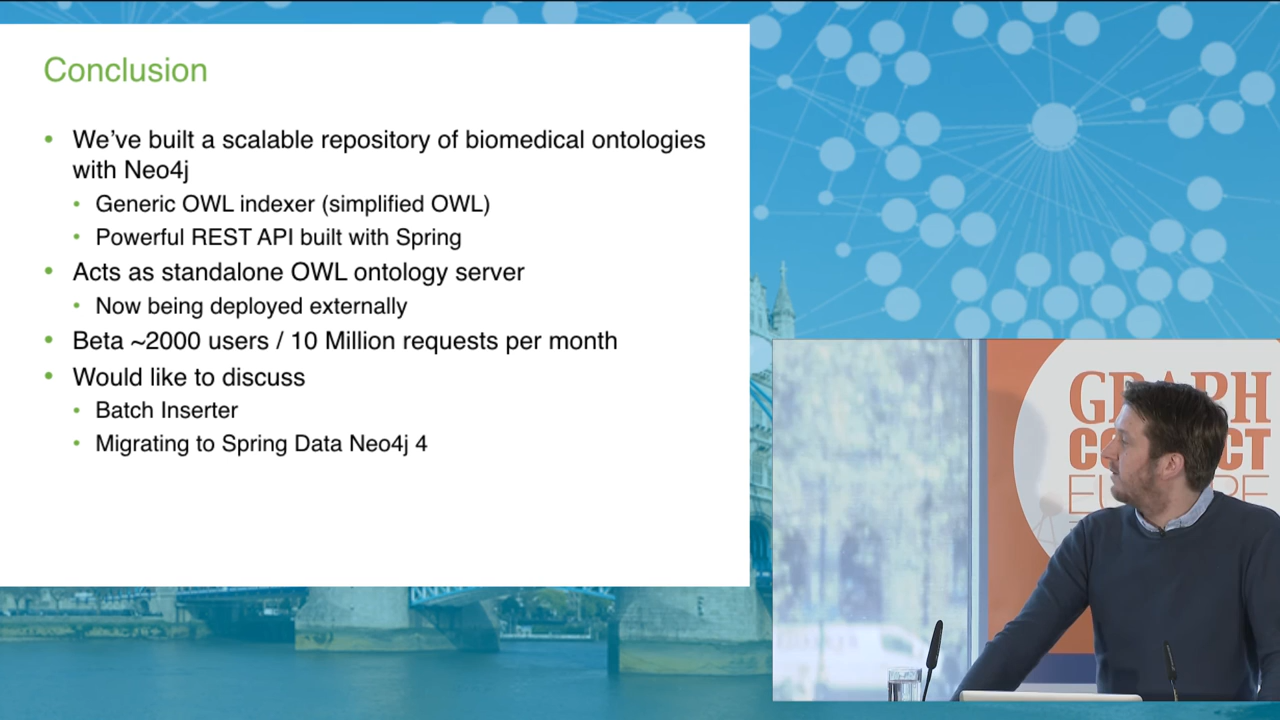 Conclusion
• We’ve built a scalable repository of biomedical ontologies
with Neo4j
• Generic OWL indexer (simplified OWL)
• Powerful REST API built with Spring
• Acts as standalone OWL ontology server
• Now being deployed externally
• Beta ~2000 users / 10 Million requests per month
• Would like to discuss
• Batch Inserter
• Migrating to Spring Data Neo4j 4